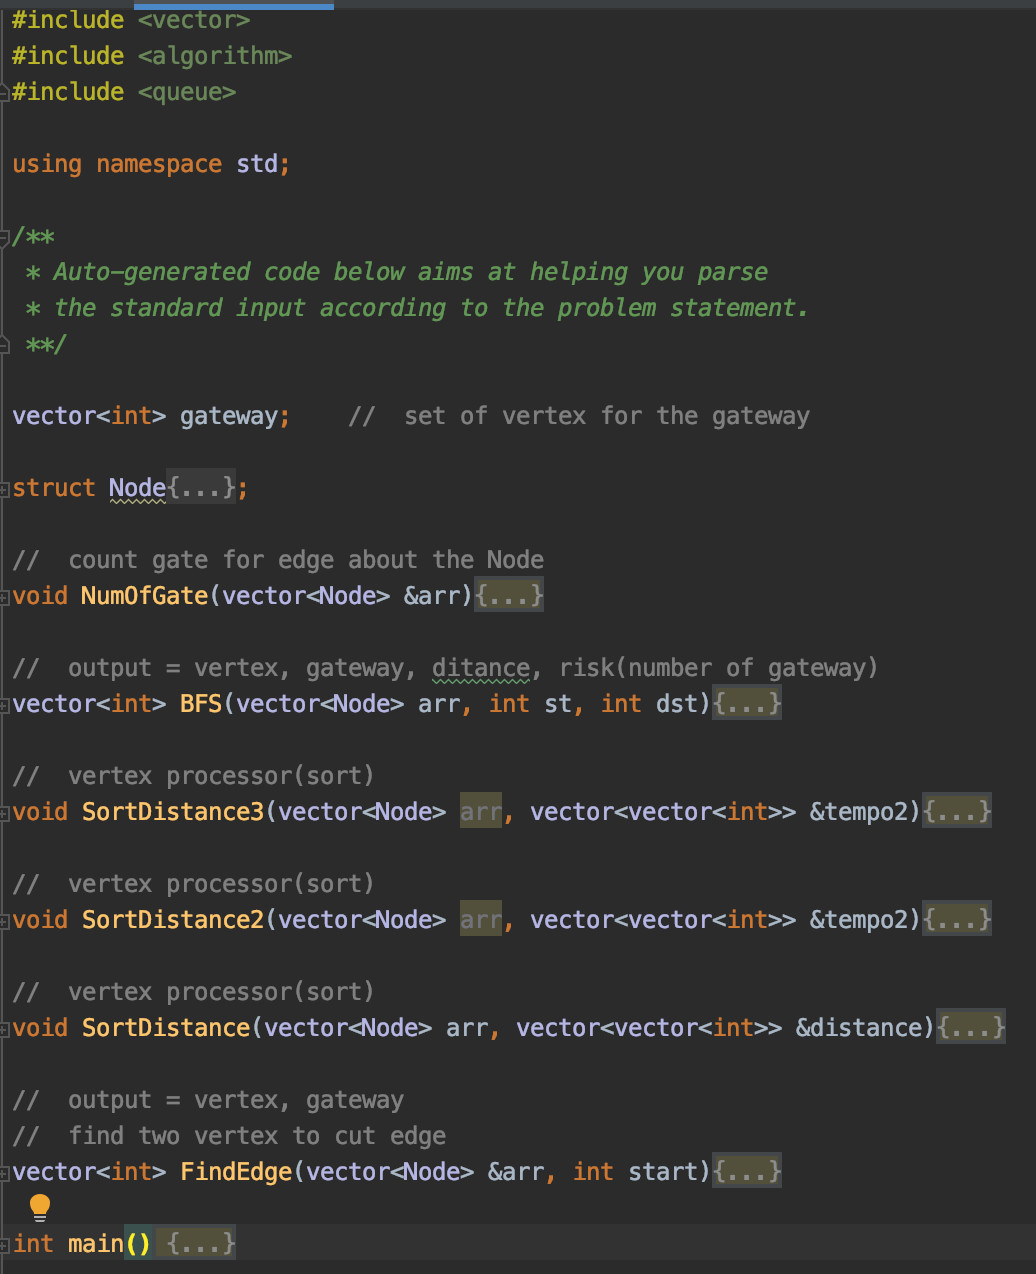 #include <vector>
#include <algorithm>
#include <queue>
using namespace std;
/**
* Auto-generated code below aims at helping you parse
* the standard input according to the problem statement.
**/
vector<int> gateway;    //  set of vertex for the gateway
struct Node{...};
//  count gate for edge about the Node
void NumOfGate(vector<Node> &arr){...}
//  output = vertex, gateway, ditance, risk(number of gateway)
vector<int> BFS(vector<Node> arr, int st, int dst){...}
//  vertex processor(sort)
void SortDistance3(vector<Node> arr, vector<vector<int>> &tempo2){...}
//  vertex processor(sort)
void SortDistance2(vector<Node> arr, vector<vector<int>> &tempo2){...}
//  vertex processor(sort)
void SortDistance(vector<Node> arr, vector<vector<int>> &distance){...}
//  output = vertex, gateway
//  find two vertex to cut edge
vector<int> FindEdge(vector<Node> &arr, int start){...}
int main() {...}